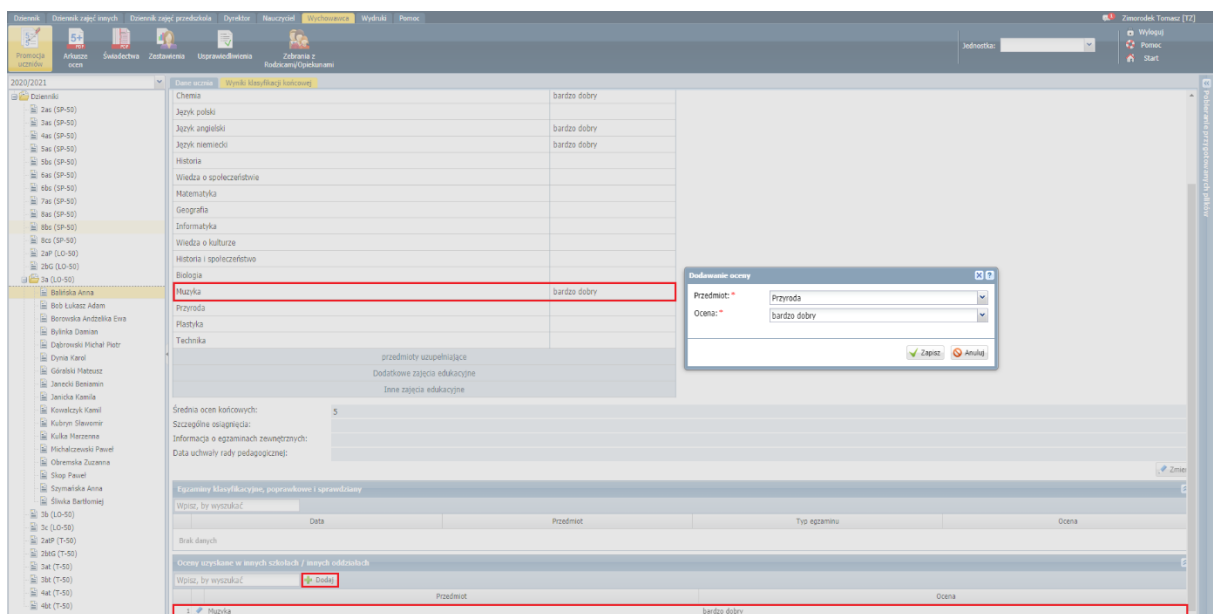 Dziennik Dziennik zajęć innych Dziennik zajęć przedszkola Dyrektor Nauczyciel Wychowawca Wydruki Pomoc Zimorodek Tomasz [TZ]
Promocja uczniów
Arkusze ocen
Świadectwa
Zestawienia
Usprawiedliwienia
Zebrania z Rodzicami/Opiekunami
Jednostka:
Wyloguj
Pomoc
Start
2020/2021
Dzienniki
2as (SP-50)
3as (SP-50)
4as (SP-50)
5as (SP-50)
5bs (SP-50)
6as (SP-50)
6bs (SP-50)
7as (SP-50)
8as (SP-50)
8bs (SP-50)
8cs (SP-50)
2aP (LO-50)
2bG (LO-50)
3a (LO-50)
Balińska Anna
Bob Łukasz Adam
Borowska Andżelika Ewa
Bylinka Damian
Dąbrowski Michał Piotr
Dynia Karol
Góralski Mateusz
Janecki Beniamin
Janicka Kamila
Kowalczyk Kamil
Kubryn Sławomir
Kulka Marzenna
Michalczewski Paweł
Obremska Zuzanna
Skop Paweł
Szymańska Anna
Śliwka Bartłomiej
3b (LO-50)
3c (LO-50)
2atP (T-50)
2btG (T-50)
3at (T-50)
3bt (T-50)
4at (T-50)
4bt (T-50)
Dane ucznia Wyniki klasyfikacji końcowej
Chemia bardzo dobry
Język polski
Język angielski bardzo dobry
Język niemiecki bardzo dobry
Historia
Wiedza o społeczeństwie
Matematyka
Geografia
Informatyka
Wiedza o kulturze
Historia i społeczeństwo
Biologia
Muzyka bardzo dobry
Przyroda
Plastyka
Technika
przedmioty uzupełniające
Dodatkowe zajęcia edukacyjne
Inne zajęcia edukacyjne
Średnia ocen końcowych: 5
Szczególne osiągnięcia:
Informacja o egzaminach zewnętrznych:
Data uchwały rady pedagogicznej:
Zmień
Egzaminy klasyfikacyjne, poprawkowe i sprawdziany
Wpisz, by wyszukać
Data Przedmiot Typ egzaminu Ocena
Brak danych
Oceny uzyskane w innych szkołach / innych oddziałach
Wpisz, by wyszukać Dodaj
Przedmiot Ocena
1 Muzyka bardzo dobry
Dodawanie oceny
Przedmiot: * Przyroda
Ocena: * bardzo dobry
Zapisz Anuluj
Pobieranie przygotowanych plików